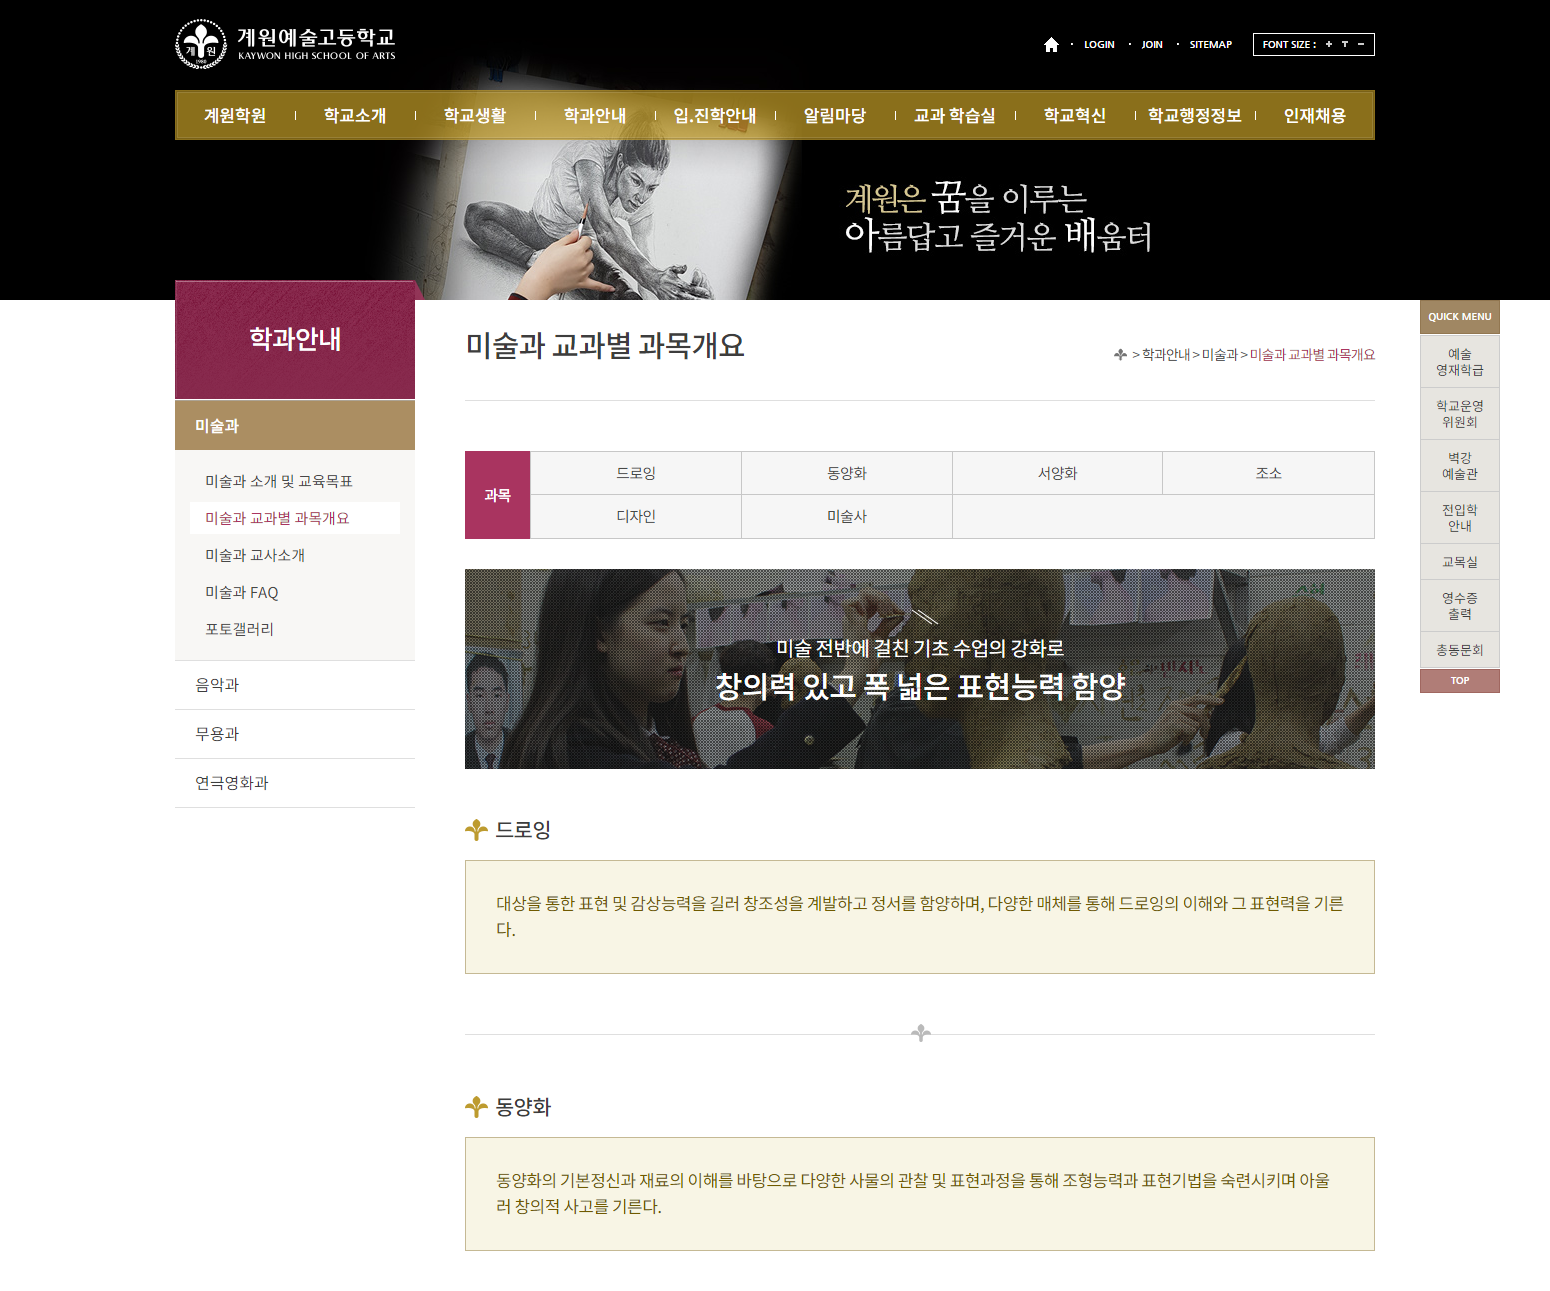 계원예술고등학교
KAYWON HIGH SCHOOL OF ARTS
계 원
1980
LOGIN
JOIN
SITEMAP
FONT SIZE : + T −
계원학원
학교소개
학교생활
학과안내
입.진학안내
알림마당
교과 학습실
학교혁신
학교행정정보
인재채용
계원은 꿈을 이루는
아름답고 즐거운 배움터
학과안내
미술과
미술과 소개 및 교육목표
미술과 교과별 과목개요
미술과 교사소개
미술과 FAQ
포토갤러리
음악과
무용과
연극영화과
미술과 교과별 과목개요
> 학과안내 > 미술과 > 미술과 교과별 과목개요
과목
드로잉
동양화
서양화
조소
디자인
미술사
미술 전반에 걸친 기초 수업의 강화로
창의력 있고 폭 넓은 표현능력 함양
드로잉
대상을 통한 표현 및 감상능력을 길러 창조성을 계발하고 정서를 함양하며, 다양한 매체를 통해 드로잉의 이해와 그 표현력을 기른
다.
동양화
동양화의 기본정신과 재료의 이해를 바탕으로 다양한 사물의 관찰 및 표현과정을 통해 조형능력과 표현기법을 숙련시키며 아울
러 창의적 사고를 기른다.
QUICK MENU
예술
영재학급
학교운영
위원회
벽강
예술관
전입학
안내
교목실
영수증
출력
총동문회
TOP